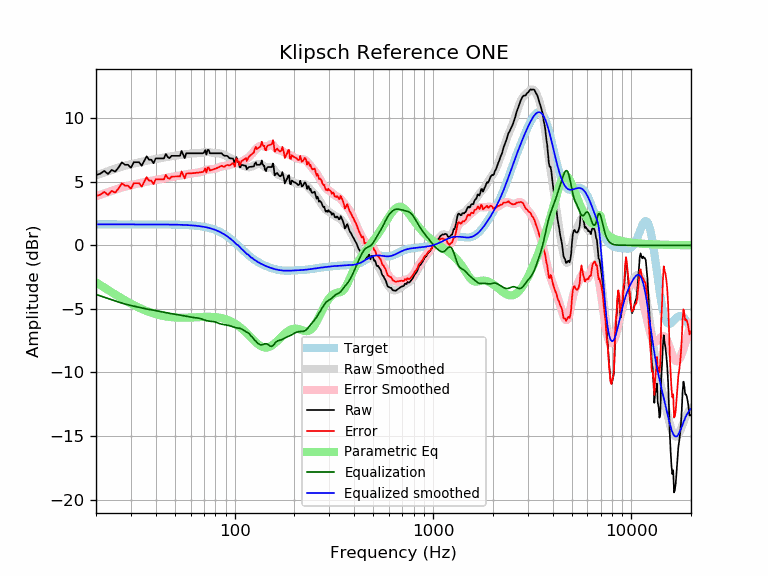 Klipsch Reference ONE
Amplitude (dBr)
10
5
0
−5
−10
−15
−20
Target
Raw Smoothed
Error Smoothed
Raw
Error
Parametric Eq
Equalization
Equalized smoothed
100
1000
10000
Frequency (Hz)